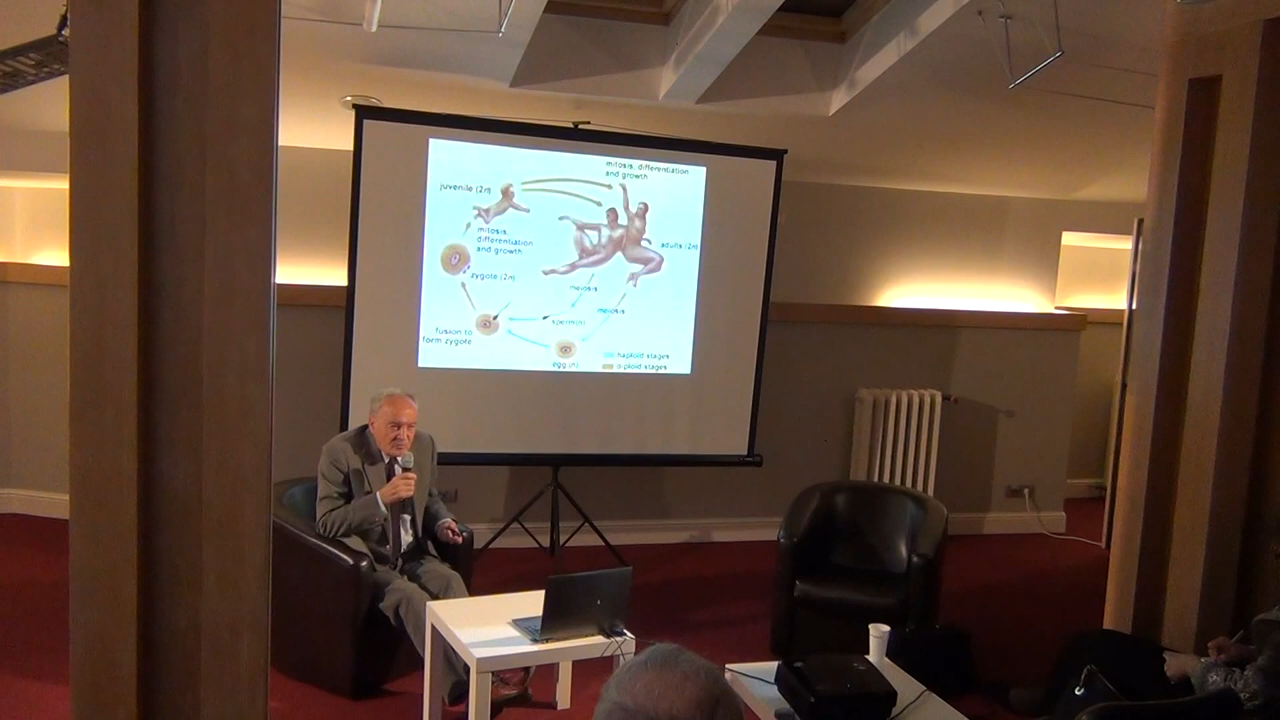 mitosis, differentiation
and growth
juvenile (2n)
mitosis,
differentiation
and growth
adults (2n)
zygote (2n)
meiosis
meiosis
sperm(n)
fusion to
form zygote
egg (n)
haploid stages
diploid stages